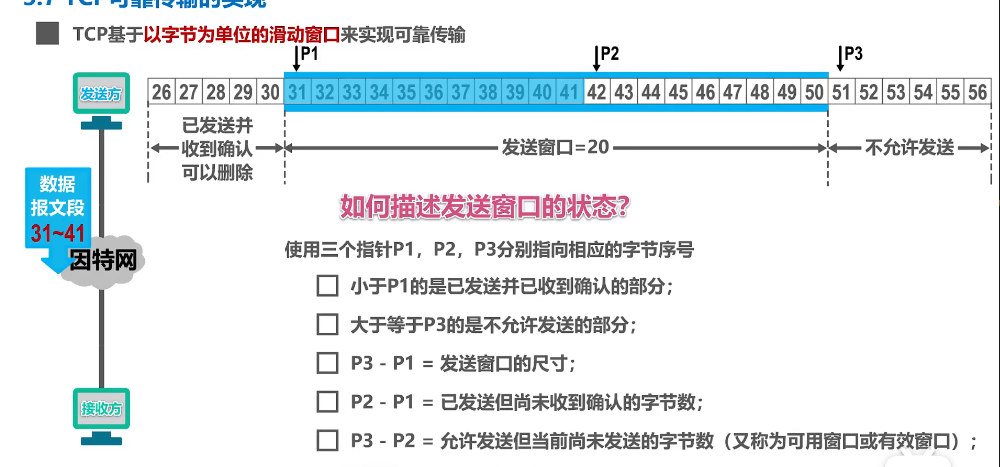 5.7 TCP可靠传输的实现
TCP基于以字节为单位的滑动窗口来实现可靠传输
P1 P2 P3
发送方
26 27 28 29 30 31 32 33 34 35 36 37 38 39 40 41 42 43 44 45 46 47 48 49 50 51 52 53 54 55 56
已发送并
收到确认
可以删除
发送窗口=20
不允许发送
数据
报文段
31~41
因特网
如何描述发送窗口的状态?
使用三个指针P1，P2，P3分别指向相应的字节序号
小于P1的是已发送并已收到确认的部分；
大于等于P3的是不允许发送的部分；
P3 - P1 = 发送窗口的尺寸；
P2 - P1 = 已发送但尚未收到确认的字节数；
P3 - P2 = 允许发送但当前尚未发送的字节数（又称为可用窗口或有效窗口）；
接收方